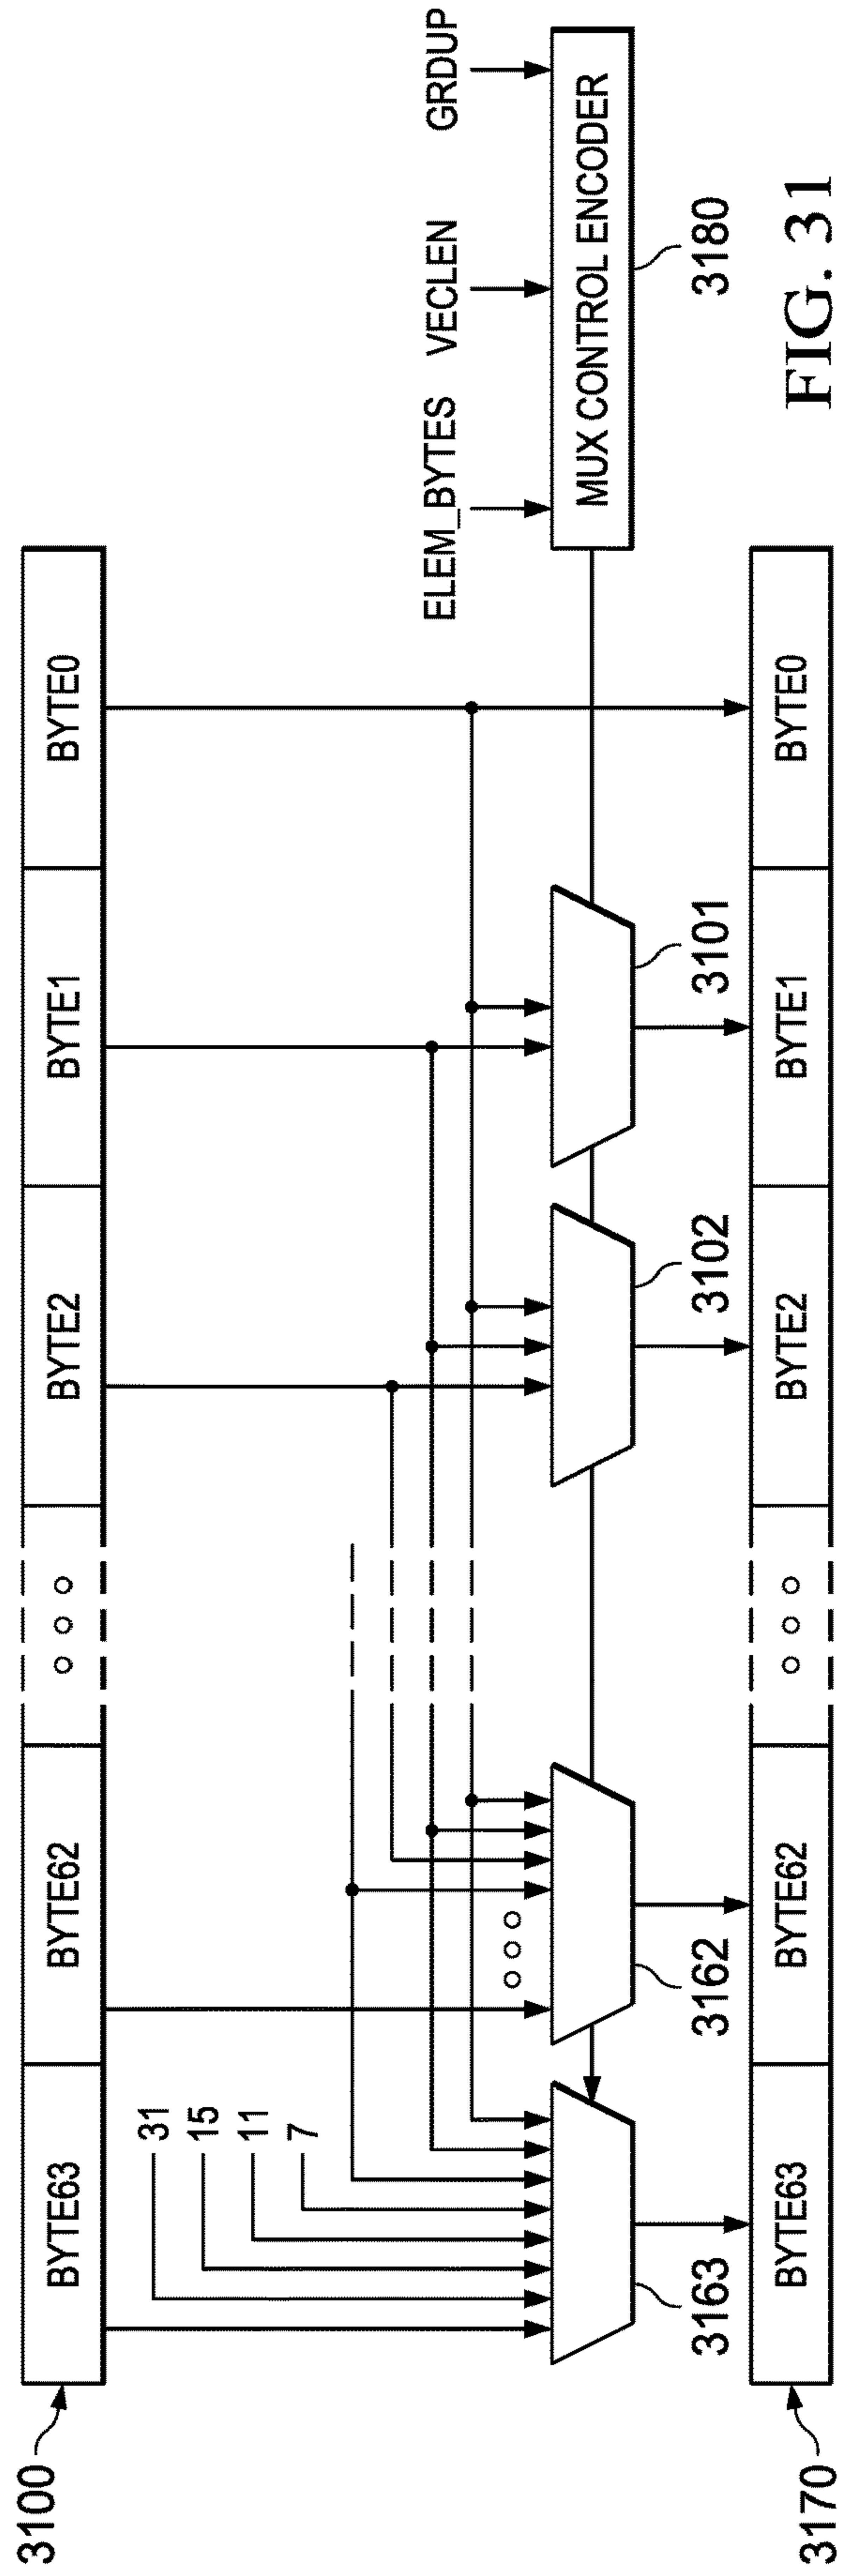 3100
BYTE63
BYTE62
BYTE2
BYTE1
BYTE0
31
15
11
7
ELEM_BYTES
VECLEN
GRDUP
MUX CONTROL ENCODER
3163
3162
3102
3101
3180
3170
BYTE63
BYTE62
BYTE2
BYTE1
BYTE0
FIG. 31